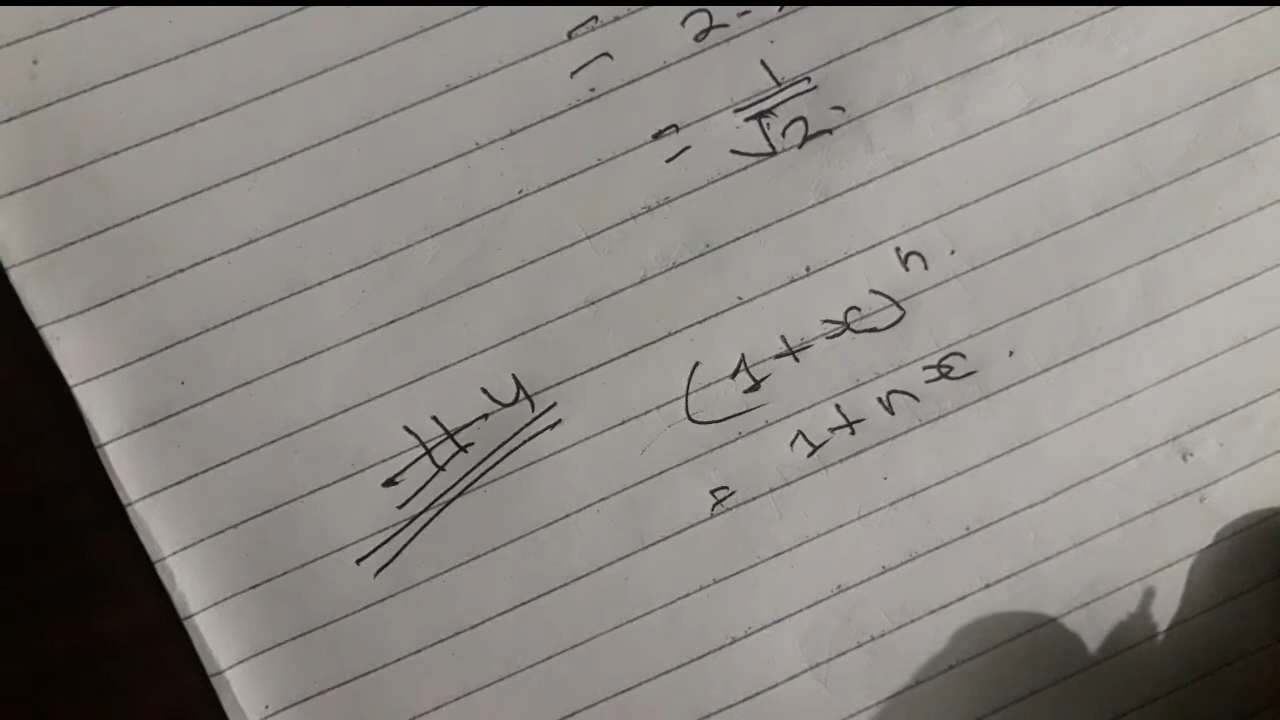 = 2-
= 1/√2.
H-4 (1+x)ⁿ.
1+nx.